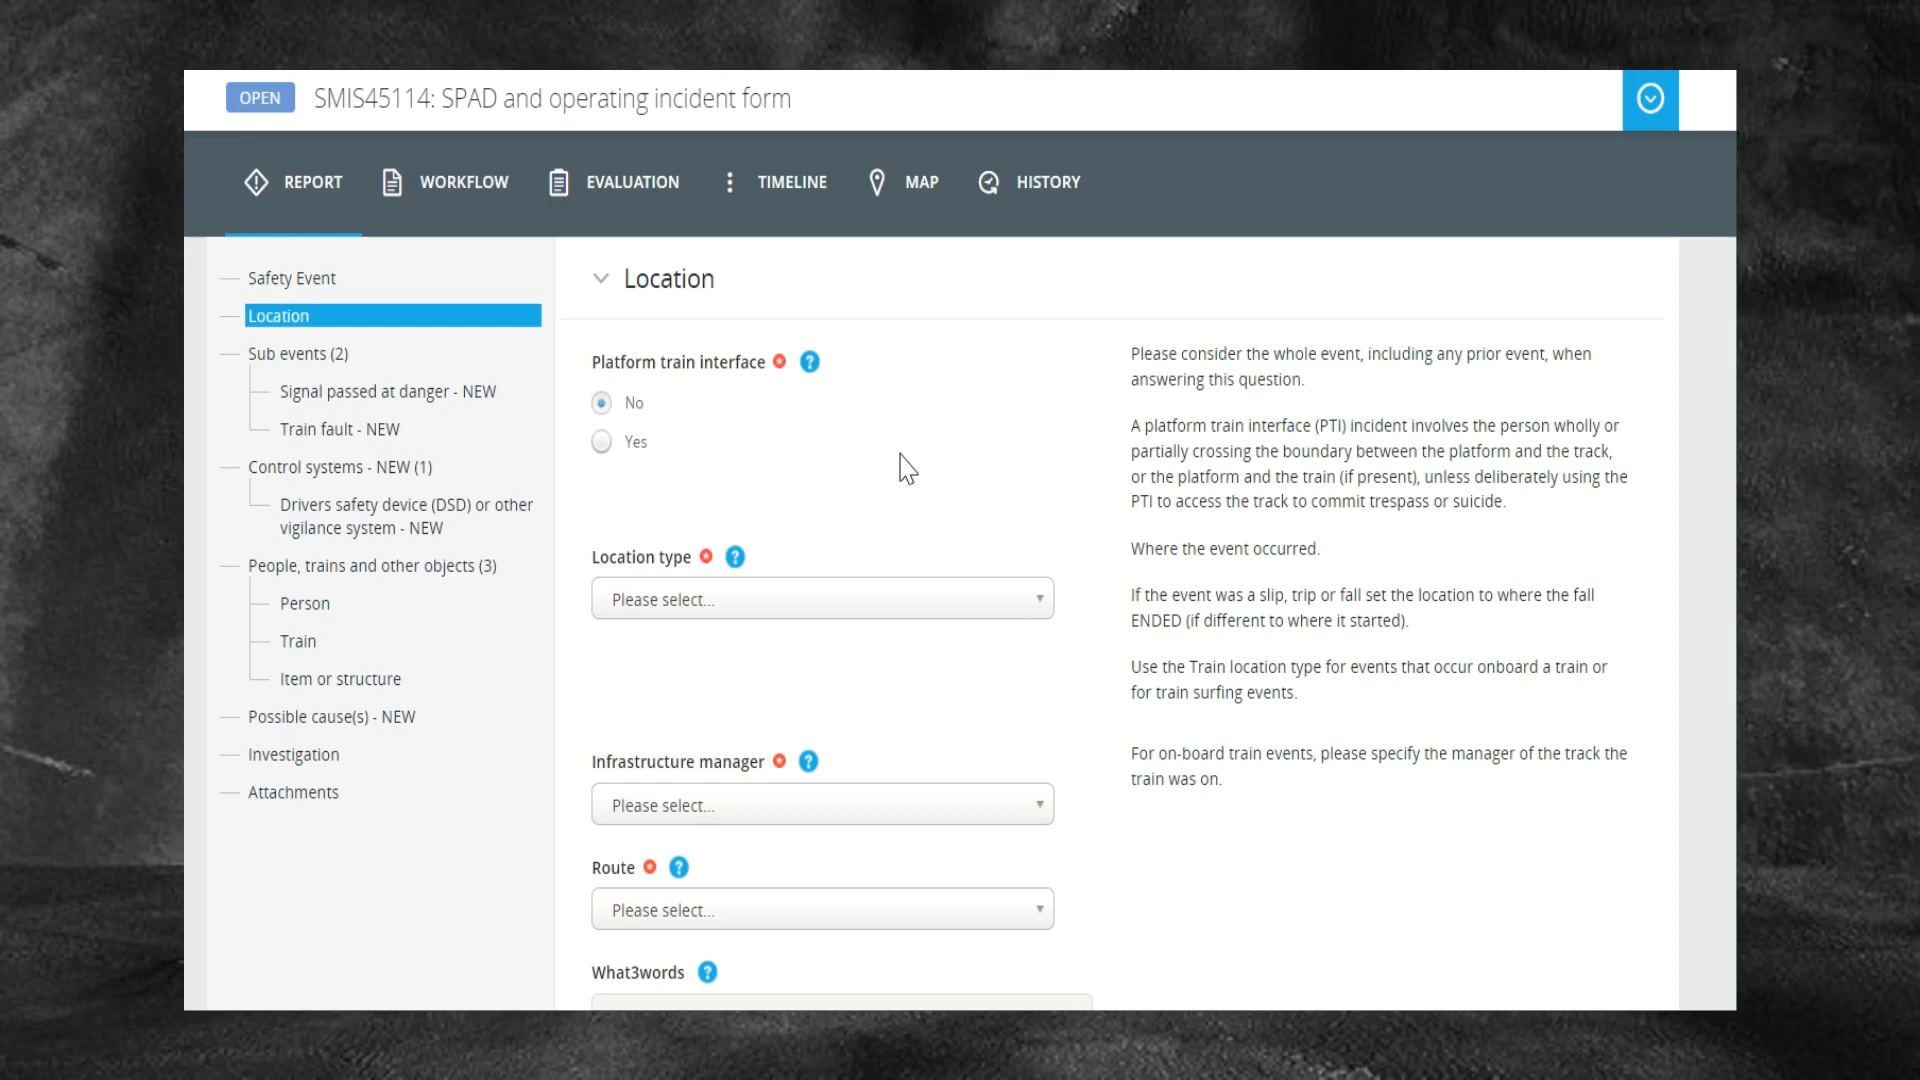 OPEN SMIS45114: SPAD and operating incident form
REPORT WORKFLOW EVALUATION TIMELINE MAP HISTORY
Safety Event
Location
Sub events (2)
Signal passed at danger - NEW
Train fault - NEW
Control systems - NEW (1)
Drivers safety device (DSD) or other
vigilance system - NEW
People, trains and other objects (3)
Person
Train
Item or structure
Possible cause(s) - NEW
Investigation
Attachments
Location
Platform train interface ?
No
Yes
Please consider the whole event, including any prior event, when
answering this question.
A platform train interface (PTI) incident involves the person wholly or
partially crossing the boundary between the platform and the track,
or the platform and the train (if present), unless deliberately using the
PTI to access the track to commit trespass or suicide.
Location type ?
Please select...
Where the event occurred.
If the event was a slip, trip or fall set the location to where the fall
ENDED (if different to where it started).
Use the Train location type for events that occur onboard a train or
for train surfing events.
Infrastructure manager ?
Please select...
For on-board train events, please specify the manager of the track the
train was on.
Route ?
Please select...
What3words ?